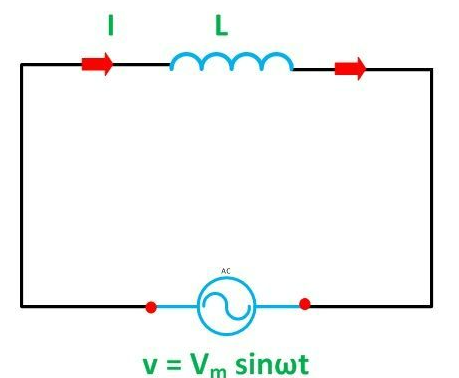 I L
AC
v = Vₘ sinωt